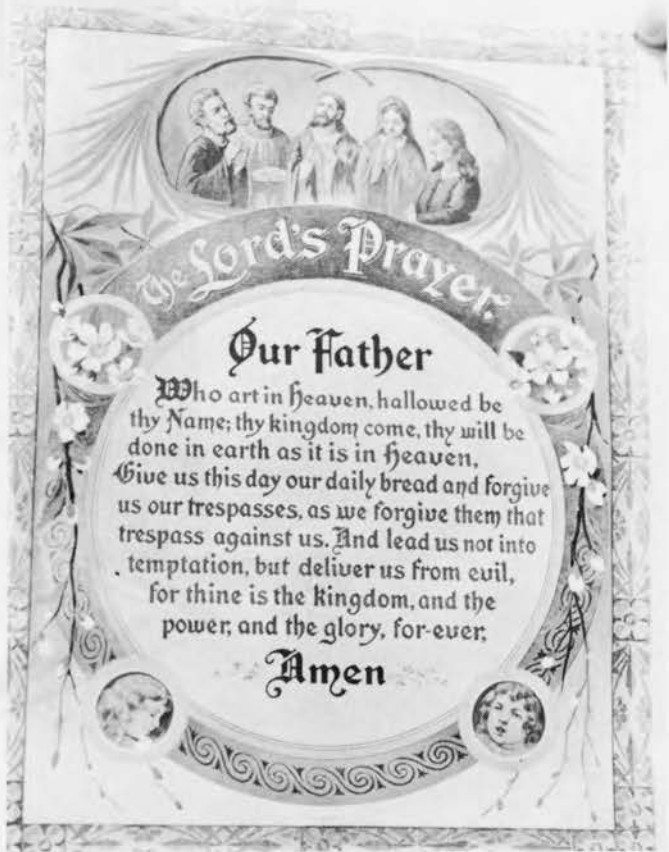 The Lord's Prayer.
Our Father
Who art in Heaven, hallowed be
thy Name; thy kingdom come, thy will be
done in earth as it is in Heaven,
Give us this day our daily bread and forgive
us our trespasses, as we forgive them that
trespass against us. And lead us not into
temptation, but deliver us from evil,
for thine is the kingdom, and the
power, and the glory, for-ever,
Amen